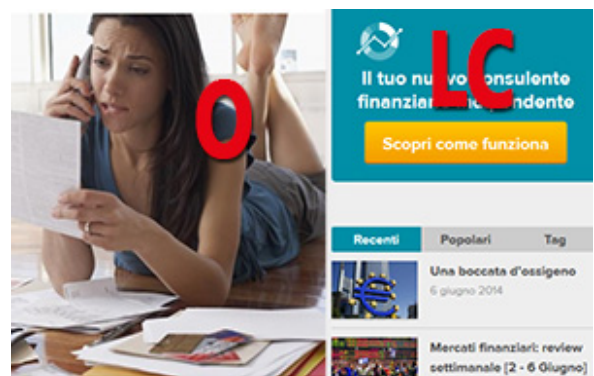 O
LC
Il tuo nuovo consulente
finanziario indipendente
Scopri come funziona
Recenti Popolari Tag
Una boccata d'ossigeno
6 giugno 2014
Mercati finanziari: review
settimanale [2 - 6 Giugno]